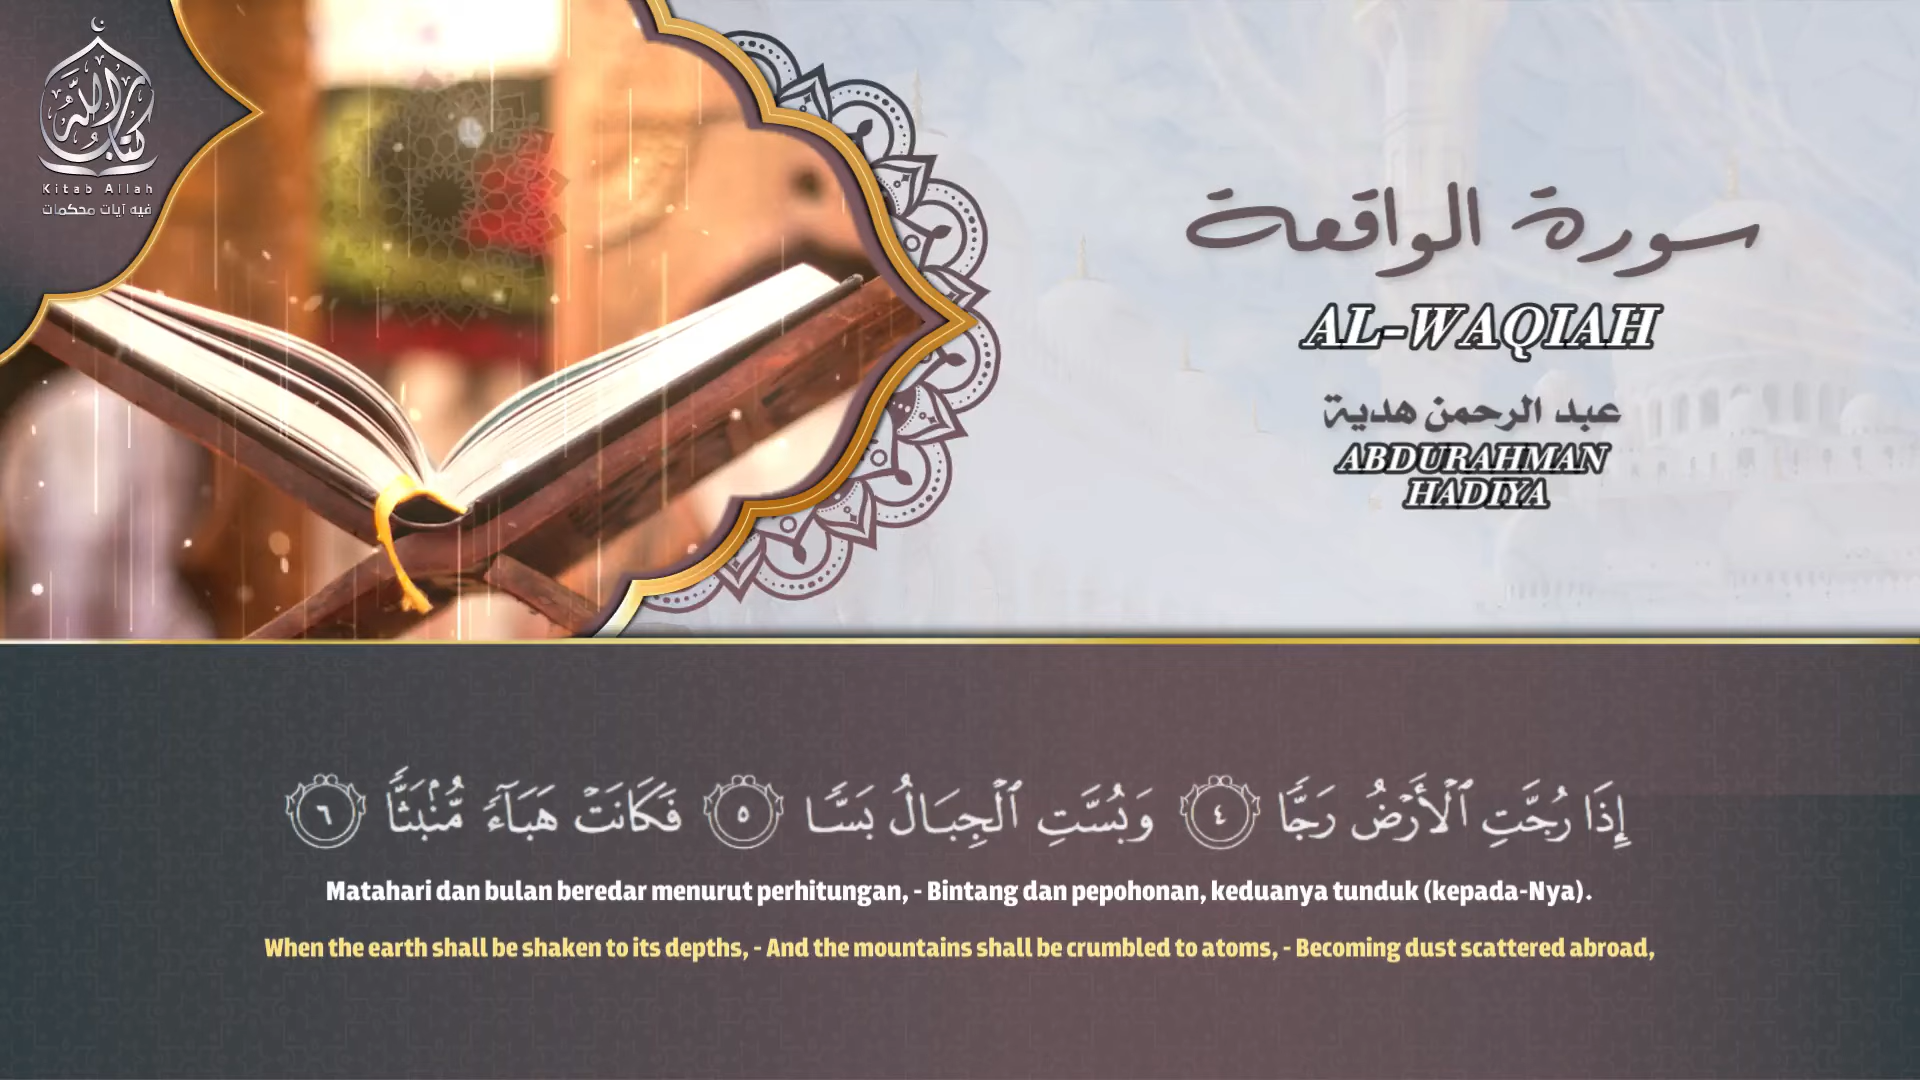 كتاب الله
Kitab Allah
فيه آيات محكمات
سورة الواقعة
AL-WAQIAH
عبد الرحمن هدية
ABDURAHMAN
HADIYA
إِذَا رُجَّتِ ٱلْأَرْضُ رَجًّا ٤ وَبُسَّتِ ٱلْجِبَالُ بَسًّا ٥ فَكَانَتْ هَبَآءً مُّنۢبَثًّا ٦
Matahari dan bulan beredar menurut perhitungan, - Bintang dan pepohonan, keduanya tunduk (kepada-Nya).
When the earth shall be shaken to its depths, - And the mountains shall be crumbled to atoms, - Becoming dust scattered abroad,